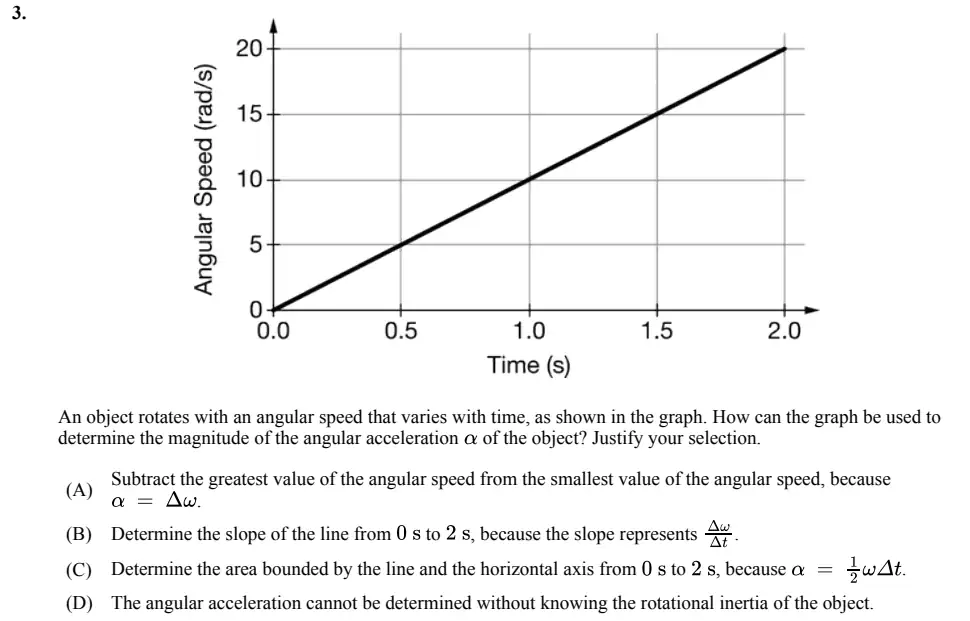 3.
20
15
10
5
0
Angular Speed (rad/s)
0.0 0.5 1.0 1.5 2.0
Time (s)
An object rotates with an angular speed that varies with time, as shown in the graph. How can the graph be used to
determine the magnitude of the angular acceleration α of the object? Justify your selection.
(A) Subtract the greatest value of the angular speed from the smallest value of the angular speed, because
α = Δω.
(B) Determine the slope of the line from 0 s to 2 s, because the slope represents Δω/Δt.
(C) Determine the area bounded by the line and the horizontal axis from 0 s to 2 s, because α = 1/2 ωΔt.
(D) The angular acceleration cannot be determined without knowing the rotational inertia of the object.